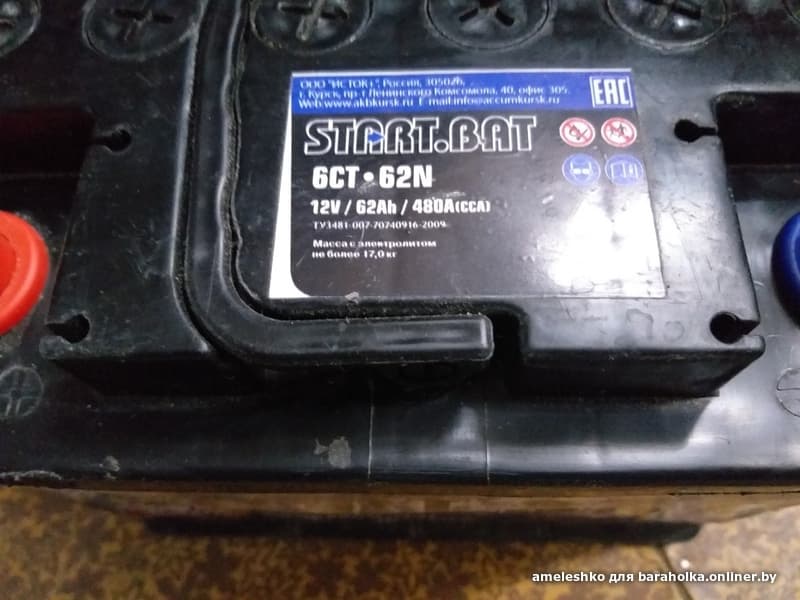 ООО "ИСТОК+", Россия, 305026,
г. Курск, пр-т Ленинского Комсомола, 40, офис 305.
Web:www.akbkursk.ru E-mail:info@accumkursk.ru
EAC
START.BAT
6СТ • 62N
12V / 62Ah / 480A(CCA)
ТУ3481-007-70740916-2009
Масса с электролитом
не более 17,0 кг
ameleshko для baraholka.onliner.by